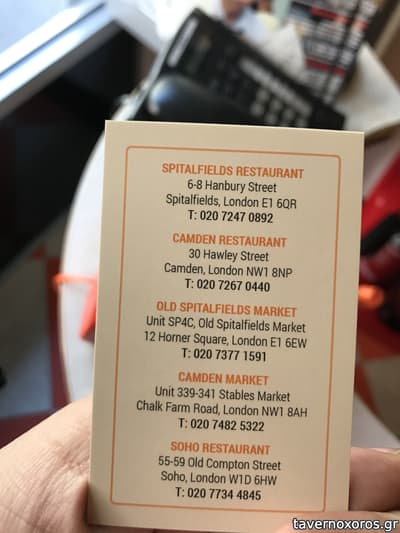 SPITALFIELDS RESTAURANT
6-8 Hanbury Street
Spitalfields, London E1 6QR
T: 020 7247 0892
CAMDEN RESTAURANT
30 Hawley Street
Camden, London NW1 8NP
T: 020 7267 0440
OLD SPITALFIELDS MARKET
Unit SP4C, Old Spitalfields Market
12 Horner Square, London E1 6EW
T: 020 7377 1591
CAMDEN MARKET
Unit 339-341 Stables Market
Chalk Farm Road, London NW1 8AH
T: 020 7482 5322
SOHO RESTAURANT
55-59 Old Compton Street
Soho, London W1D 6HW
T: 020 7734 4845
tavernoxoros.gr